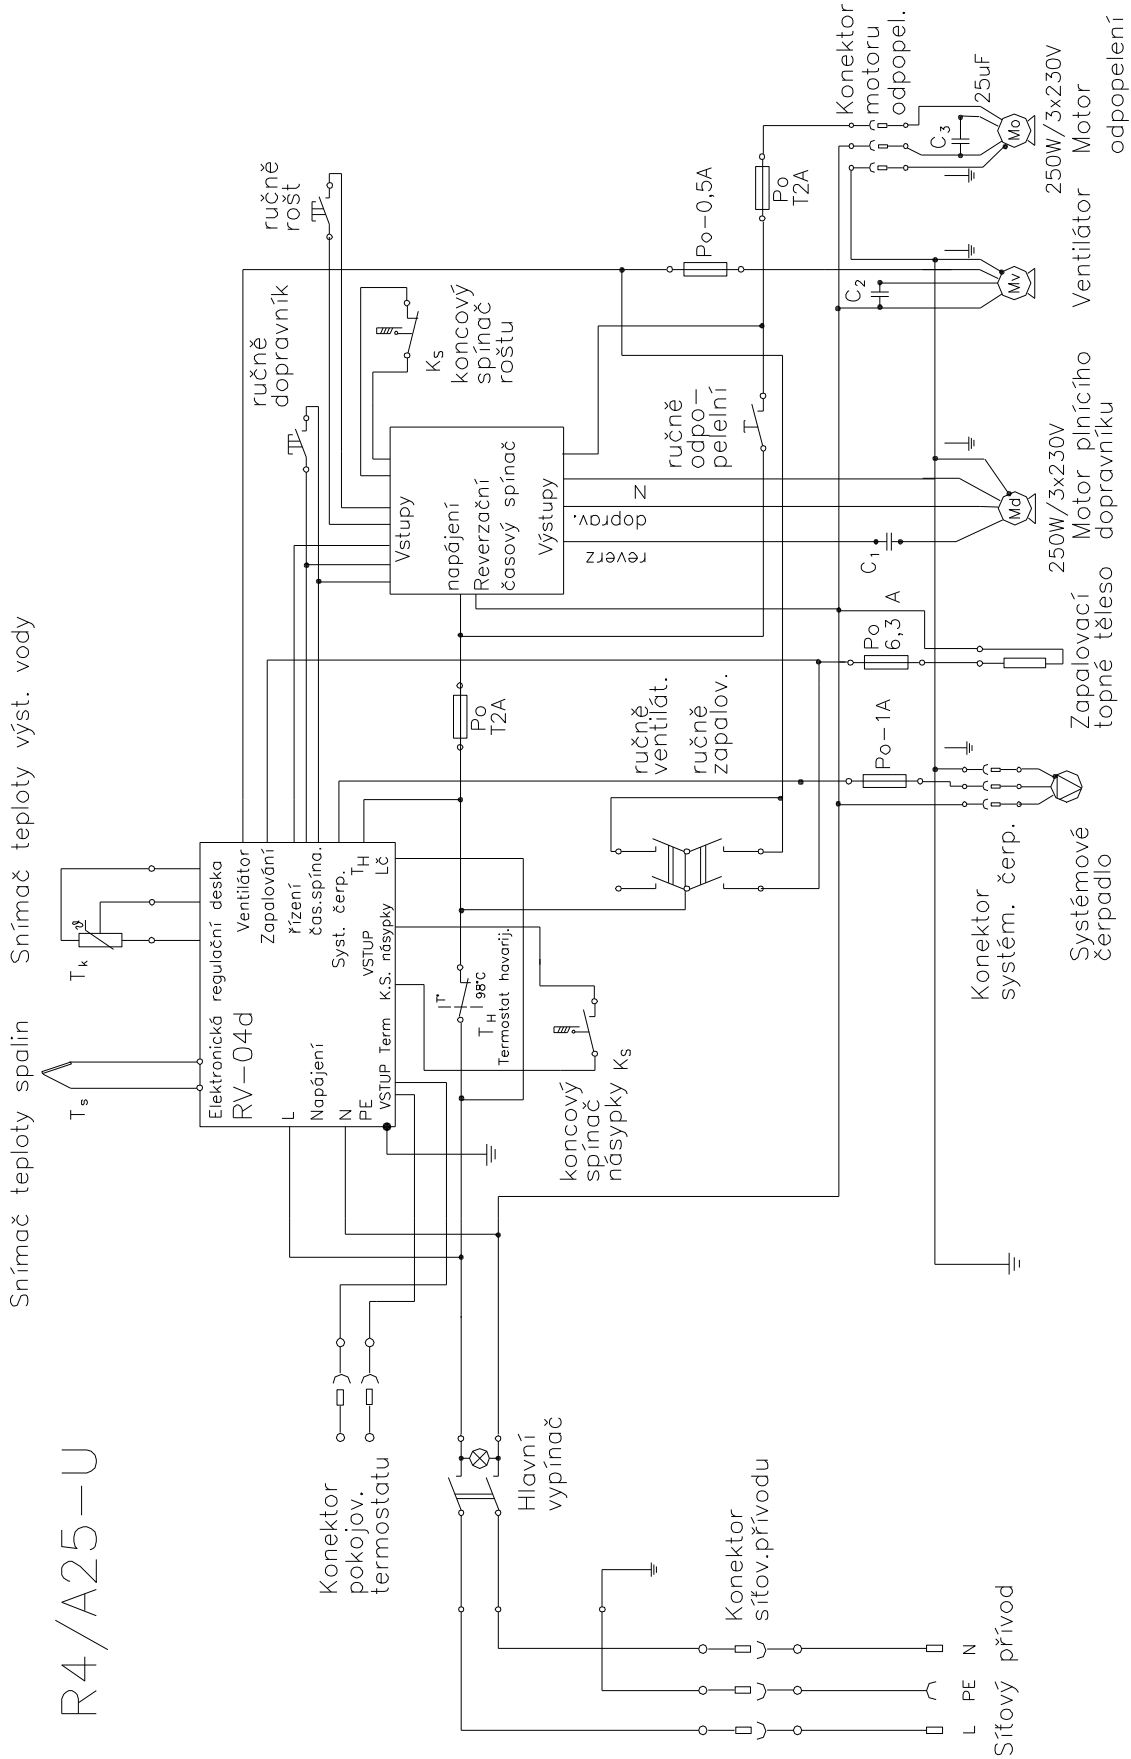 R4/A25-U
Snímač teploty spalin
Snímač teploty výst. vody
Ts
Tk
ϑ
Elektronická regulační deska
RV-04d
L
Napájení
N
PE
VSTUP Term
K.S. násypky
VSTUP
Ventilátor
Zapalování
řízení
čas.spína.
Syst. čerp.
TH
LČ
Konektor
pokojov.
termostatu
Hlavní
vypínač
T°
98°C
TH
Termostat havarij.
koncový
spínač
násypky Ks
Po
T2A
ručně
dopravník
ručně
rošt
Ks
koncový
spínač
roštu
Vstupy
napájení
Reverzační
časový spínač
Výstupy
N
doprav.
reverz
ručně
ventilát.
ručně
zapalov.
ručně
odpo-
pelelní
Po-0,5A
Po
T2A
Po
6,3 A
Po-1A
C1
C2
C3
25uF
Konektor
motoru
odpopel.
Mo
Mv
Md
250W/3x230V
Motor
odpopelení
Ventilátor
250W/3x230V
Motor plnícího
dopravníku
Zapalovací
topné těleso
Konektor
systém. čerp.
Systémové
čerpadlo
Konektor
síťov.přívodu
L PE N
Síťový přívod